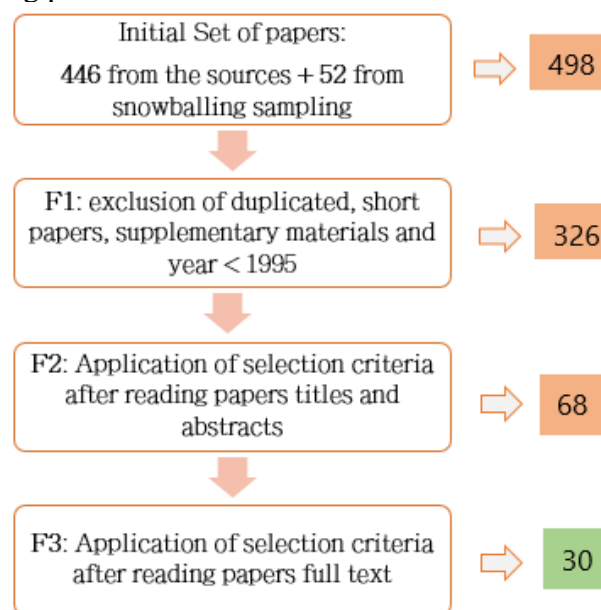 Initial Set of papers:
446 from the sources + 52 from
snowballing sampling
498
F1: exclusion of duplicated, short
papers, supplementary materials and
year < 1995
326
F2: Application of selection criteria
after reading papers titles and
abstracts
68
F3: Application of selection criteria
after reading papers full text
30